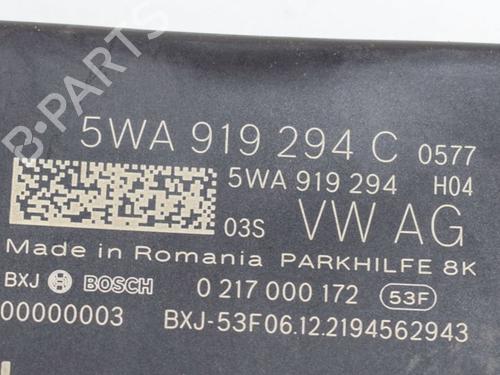 5WA 919 294 C 0577
5WA 919 294 H04
03S VW AG
Made in Romania PARKHILFE 8K
BXJ BOSCH 0 217 000 172 53F
00000003 BXJ-53F06.12.2194562943
B-PARTS